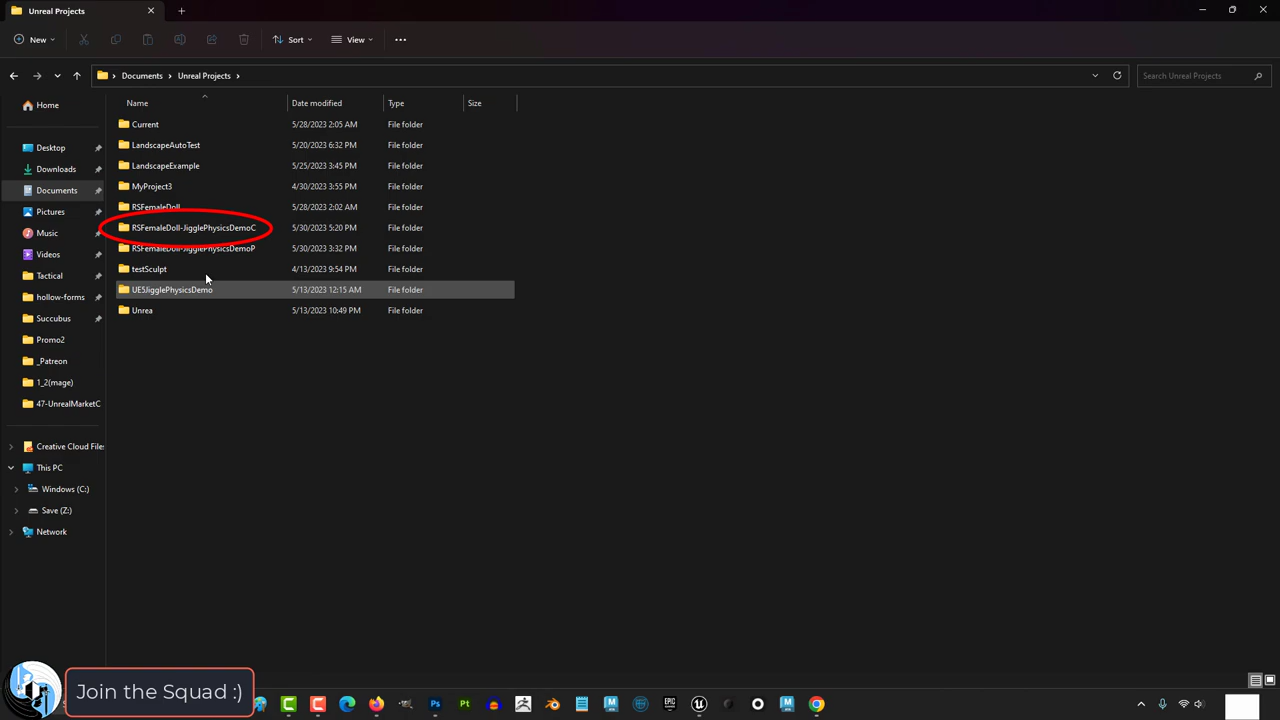 Unreal Projects
New
Sort
View
Documents
Unreal Projects
Search Unreal Projects
Name
Date modified
Type
Size
Home
Desktop
Downloads
Documents
Pictures
Music
Videos
Tactical
hollow-forms
Succubus
Promo2
_Patreon
1_2(mage)
47-UnrealMarketC
Creative Cloud Files
This PC
Windows (C:)
Save (Z:)
Network
Current 5/28/2023 2:05 AM File folder
LandscapeAutoTest 5/20/2023 6:32 PM File folder
LandscapeExample 5/25/2023 3:45 PM File folder
MyProject3 4/30/2023 3:55 PM File folder
RSFemaleDoll 5/28/2023 2:02 AM File folder
RSFemaleDoll-JigglePhysicsDemoC 5/30/2023 5:20 PM File folder
RSFemaleDoll-JigglePhysicsDemoP 5/30/2023 3:32 PM File folder
testSculpt 4/13/2023 9:54 PM File folder
UE5JigglePhysicsDemo 5/13/2023 12:15 AM File folder
Unrea 5/13/2023 10:49 PM File folder
Join the Squad :)
Ps
Pt
M
EPIC
M